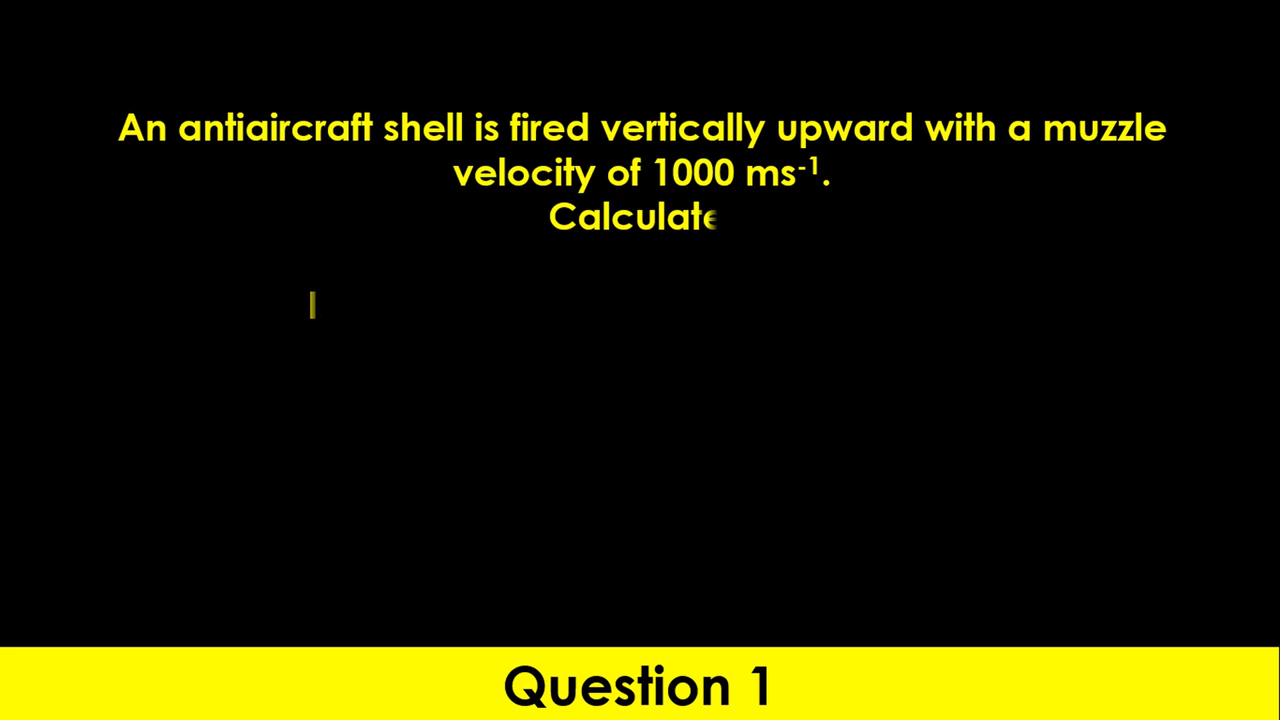 An antiaircraft shell is fired vertically upward with a muzzle
velocity of 1000 ms⁻¹.
Calculate
Question 1